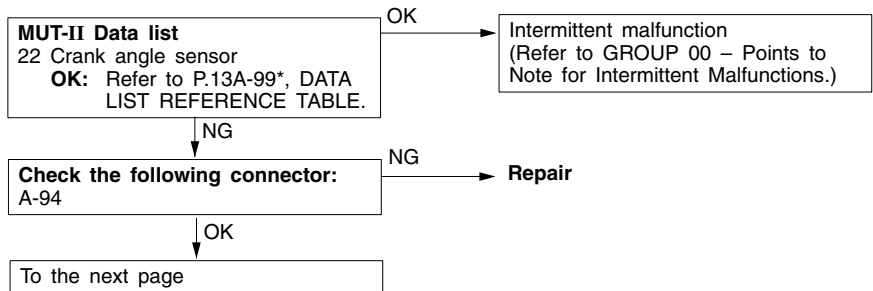 MUT-II Data list
22 Crank angle sensor
OK: Refer to P.13A-99*, DATA
LIST REFERENCE TABLE.
OK
Intermittent malfunction
(Refer to GROUP 00 – Points to
Note for Intermittent Malfunctions.)
NG
Check the following connector:
A-94
NG
Repair
OK
To the next page